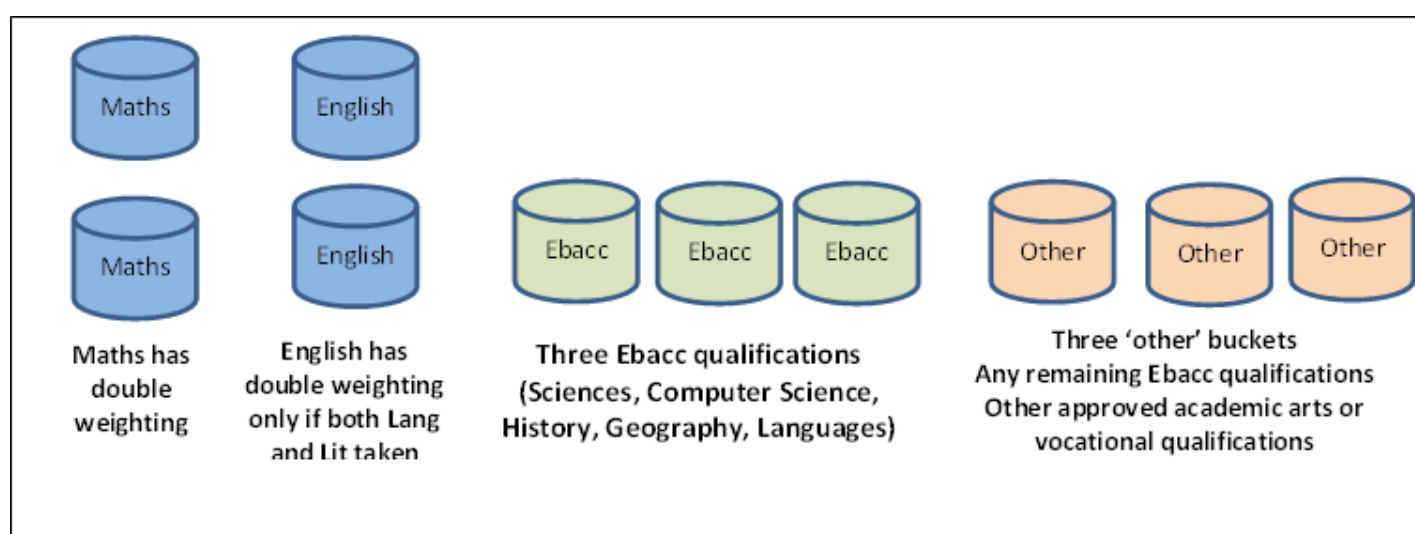 Maths
English
Maths
English
Ebacc
Ebacc
Ebacc
Other
Other
Other
Maths has
double
weighting
English has
double weighting
only if both Lang
and Lit taken
Three Ebacc qualifications
(Sciences, Computer Science,
History, Geography, Languages)
Three ‘other’ buckets
Any remaining Ebacc qualifications
Other approved academic arts or
vocational qualifications